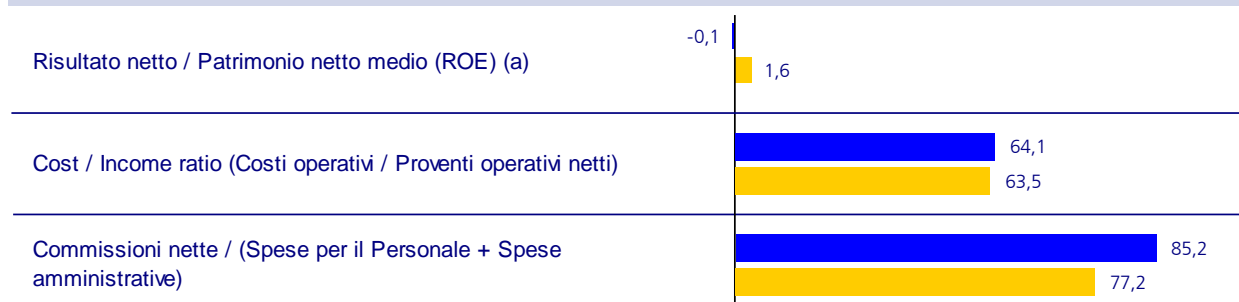 -0,1
Risultato netto / Patrimonio netto medio (ROE) (a)
1,6
64,1
Cost / Income ratio (Costi operativi / Proventi operativi netti)
63,5
Commissioni nette / (Spese per il Personale + Spese
85,2
amministrative)
77,2